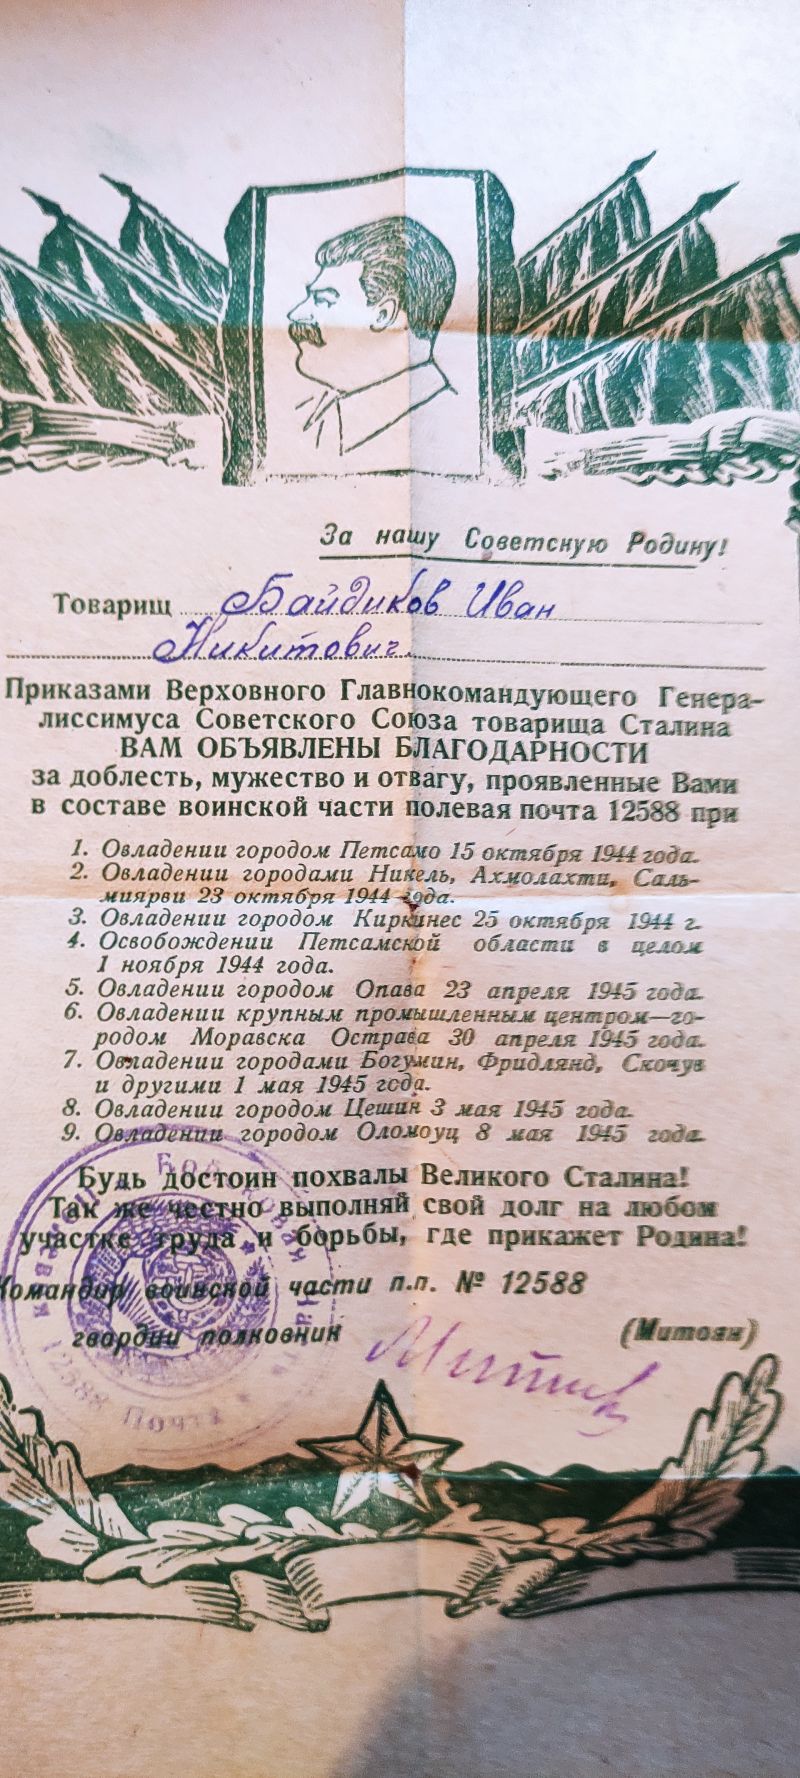 За нашу Советскую Родину!
Товарищ Байдиков Иван
Никитович.
Приказами Верховного Главнокомандующего Генера-
лиссимуса Советского Союза товарища Сталина
ВАМ ОБЪЯВЛЕНЫ БЛАГОДАРНОСТИ
за доблесть, мужество и отвагу, проявленные Вами
в составе воинской части полевая почта 12588 при
1. Овладении городом Петсамо 15 октября 1944 года.
2. Овладении городами Никель, Ахмолахти, Саль-
миярви 23 октября 1944 года.
3. Овладении городом Киркинес 25 октября 1944 г.
4. Освобождении Петсамской области в целом
1 ноября 1944 года.
5. Овладении городом Опава 23 апреля 1945 года.
6. Овладении крупным промышленным центром—го-
родом Моравска Острава 30 апреля 1945 года.
7. Овладении городами Богумин, Фридлянд, Скочув
и другими 1 мая 1945 года.
8. Овладении городом Цешин 3 мая 1945 года.
9. Овладении городом Оломоуц 8 мая 1945 года.
Будь достоин похвалы Великого Сталина!
Так же честно выполняй свой долг на любом
участке труда и борьбы, где прикажет Родина!
Командир воинской части п.п. № 12588
гвардии полковник (Митоян)
12588 Почта